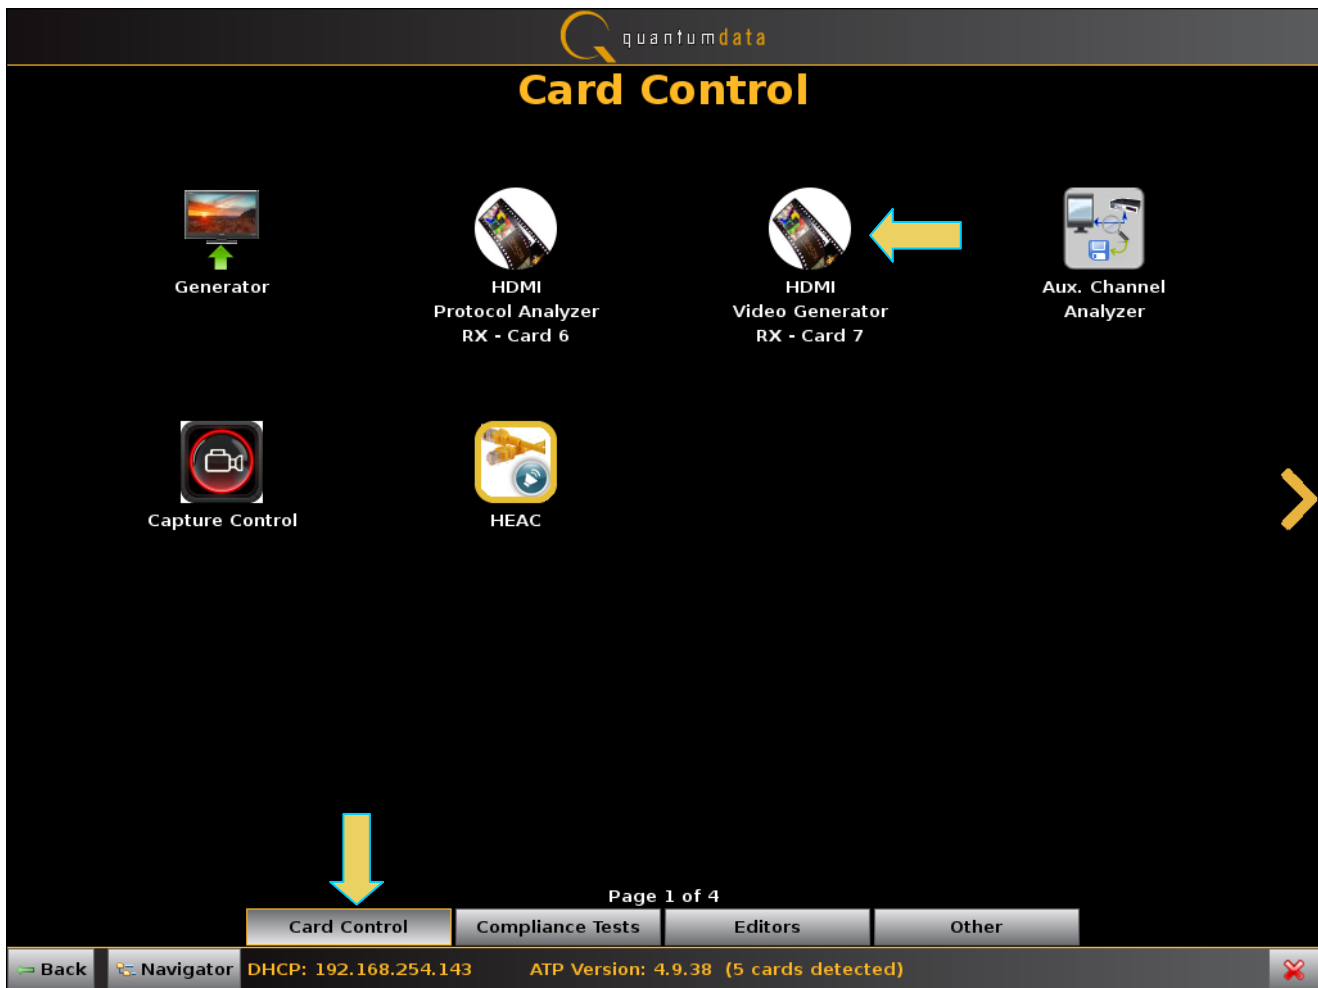 quantumdata
Card Control
Generator
HDMI
Protocol Analyzer
RX - Card 6
HDMI
Video Generator
RX - Card 7
Aux. Channel
Analyzer
Capture Control
HEAC
Page 1 of 4
Card Control
Compliance Tests
Editors
Other
Back
Navigator
DHCP: 192.168.254.143
ATP Version: 4.9.38 (5 cards detected)